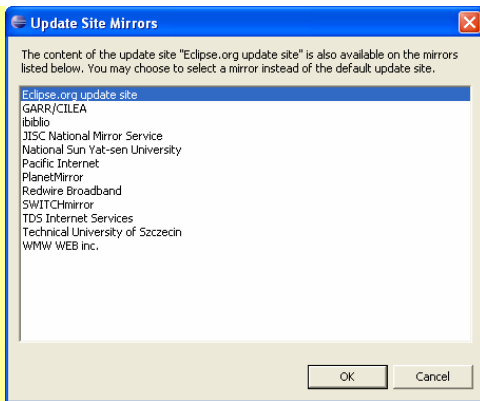 Update Site Mirrors
The content of the update site "Eclipse.org update site" is also available on the mirrors
listed below. You may choose to select a mirror instead of the default update site.
Eclipse.org update site
GARR/CILEA
ibiblio
JISC National Mirror Service
National Sun Yat-sen University
Pacific Internet
PlanetMirror
Redwire Broadband
SWITCHmirror
TDS Internet Services
Technical University of Szczecin
WMW WEB inc.
OK Cancel